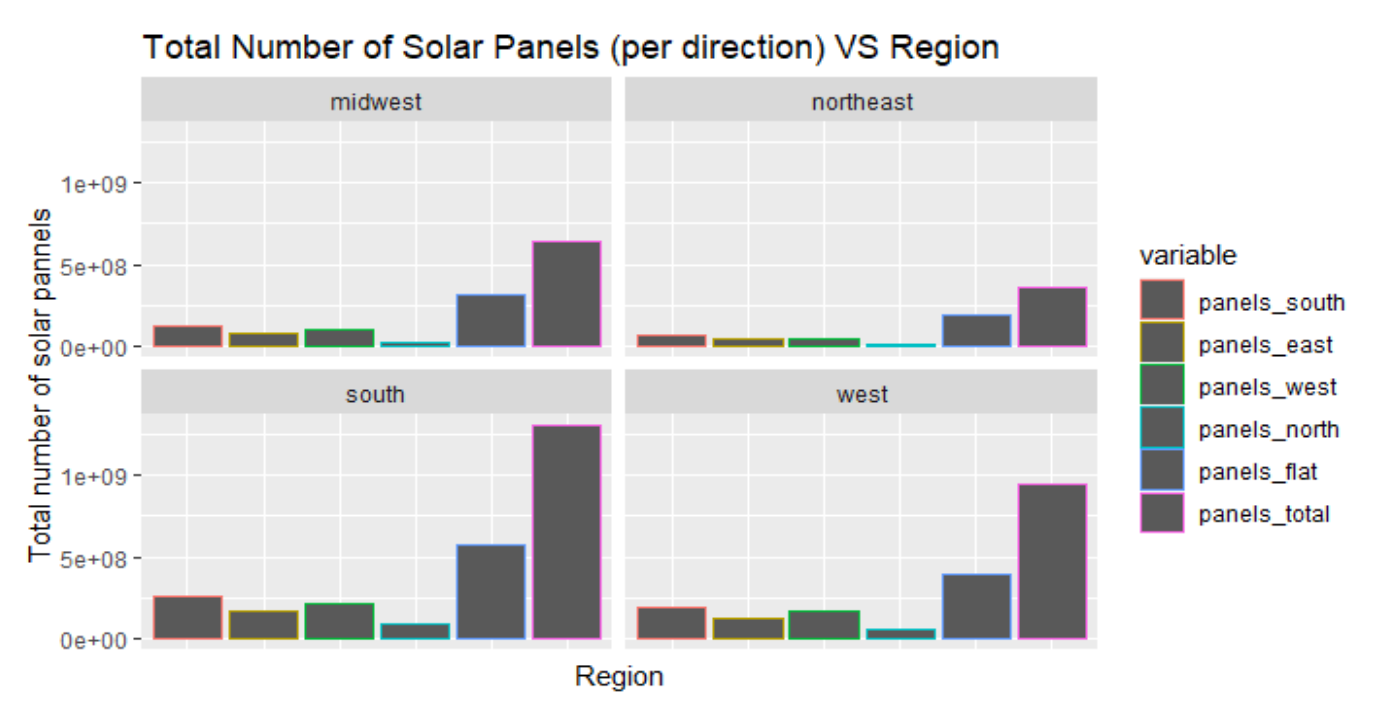 Total Number of Solar Panels (per direction) VS Region
midwest
northeast
1e+09
5e+08
0e+00
south
west
1e+09
5e+08
0e+00
Total number of solar pannels
Region
variable
panels_south
panels_east
panels_west
panels_north
panels_flat
panels_total